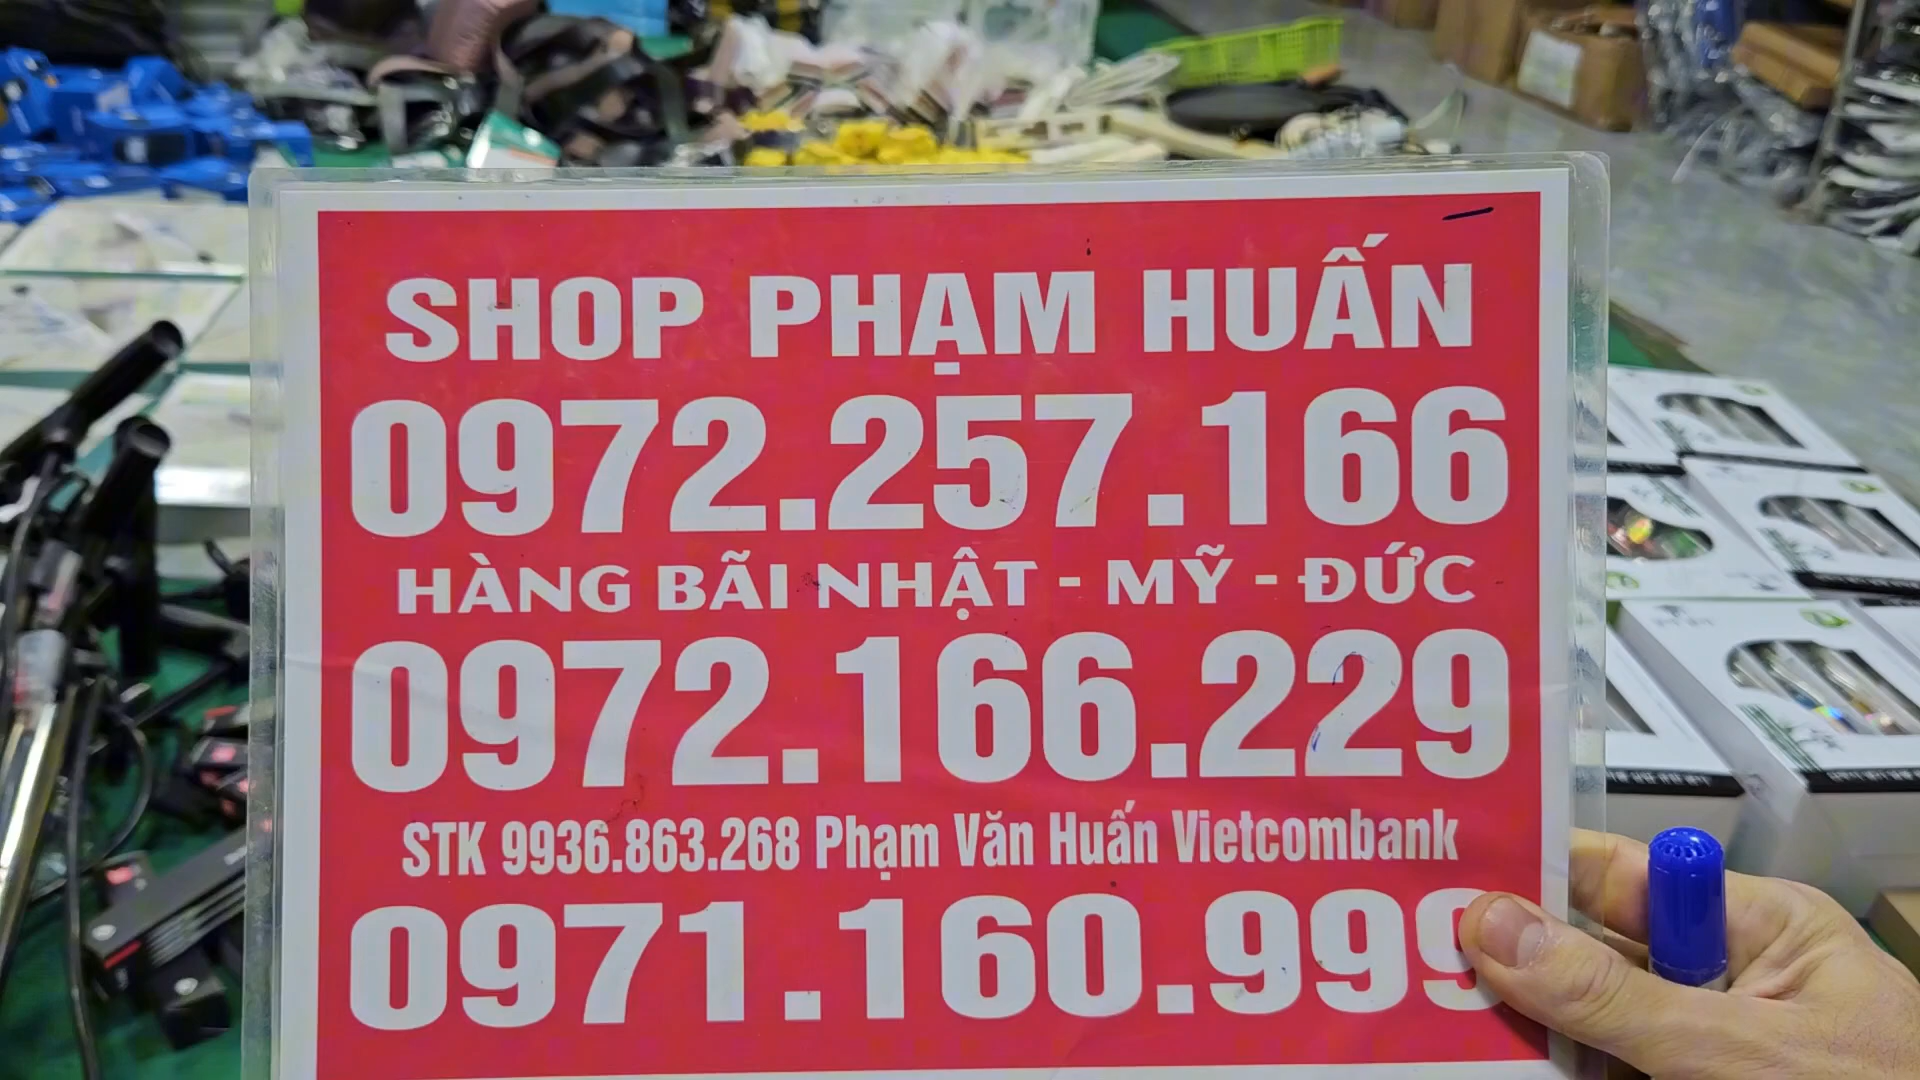 SHOP PHẠM HUẤN
0972.257.166
HÀNG BÃI NHẬT - MỸ - ĐỨC
0972.166.229
STK 9936.863.268 Phạm Văn Huấn Vietcombank
0971.160.999